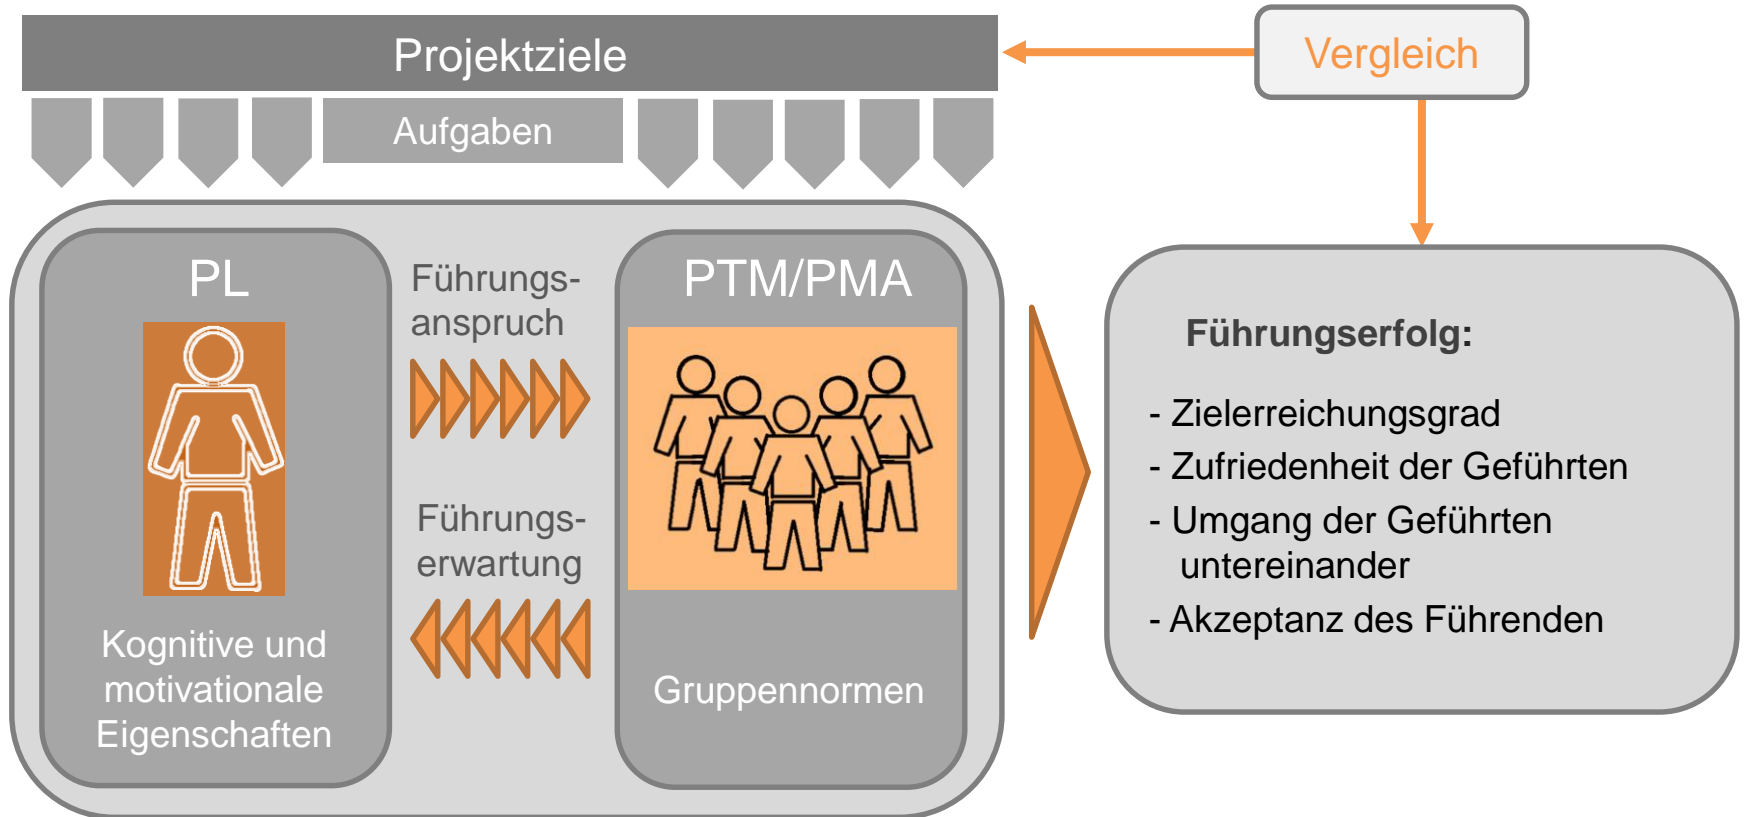 Projektziele
Vergleich
Aufgaben
PL
Kognitive und
motivationale
Eigenschaften
Führungs-
anspruch
Führungs-
erwartung
PTM/PMA
Gruppennormen
Führungserfolg:
- Zielerreichungsgrad
- Zufriedenheit der Geführten
- Umgang der Geführten
untereinander
- Akzeptanz des Führenden